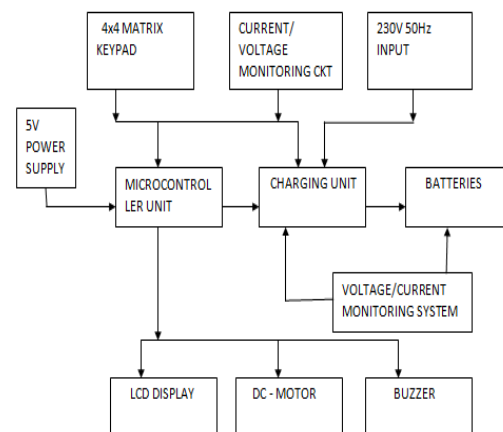 4x4 MATRIX
KEYPAD
CURRENT/
VOLTAGE
MONITORING CKT
230V 50Hz
INPUT
5V
POWER
SUPPLY
MICROCONTROL
LER UNIT
CHARGING UNIT
BATTERIES
VOLTAGE/CURRENT
MONITORING SYSTEM
LCD DISPLAY
DC - MOTOR
BUZZER